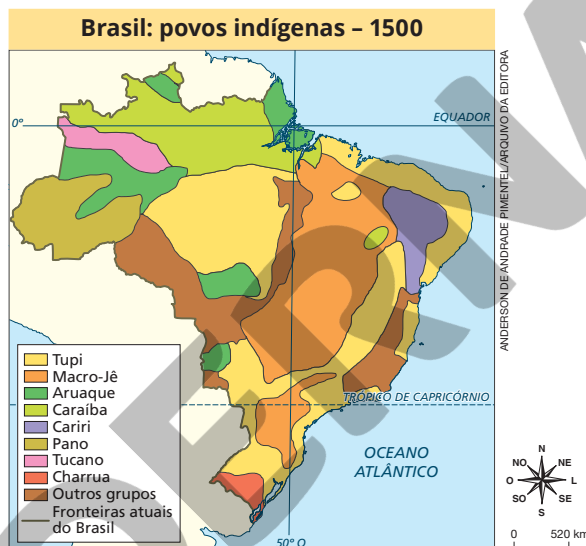 Brasil: povos indígenas – 1500
EQUADOR
0°
TRÓPICO DE CAPRICÓRNIO
OCEANO
ATLÂNTICO
50° O
Tupi
Macro-Jê
Aruaque
Caraíba
Cariri
Pano
Tucano
Charrua
Outros grupos
Fronteiras atuais
do Brasil
ANDERSON DE ANDRADE PIMENTEL/ARQUIVO DA EDITORA
N
NO NE
O L
SO SE
S
0 520 km